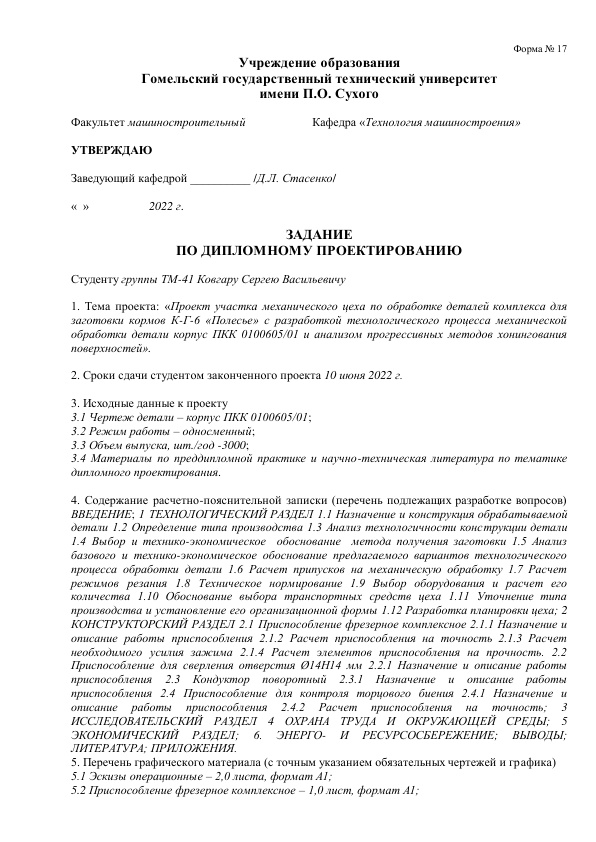 Форма № 17
Учреждение образования
Гомельский государственный технический университет
имени П.О. Сухого
Факультет машиностроительный Кафедра «Технология машиностроения»
УТВЕРЖДАЮ
Заведующий кафедрой __________ /Д.Л. Стасенко/
« » 2022 г.
ЗАДАНИЕ
ПО ДИПЛОМНОМУ ПРОЕКТИРОВАНИЮ
Студенту группы ТМ-41 Ковгару Сергею Васильевичу
1. Тема проекта: «Проект участка механического цеха по обработке деталей комплекса для
заготовки кормов К-Г-6 «Полесье» с разработкой технологического процесса механической
обработки детали корпус ПКК 0100605/01 и анализом прогрессивных методов хонингования
поверхностей».
2. Сроки сдачи студентом законченного проекта 10 июня 2022 г.
3. Исходные данные к проекту
3.1 Чертеж детали – корпус ПКК 0100605/01;
3.2 Режим работы – односменный;
3.3 Объем выпуска, шт./год -3000;
3.4 Материалы по преддипломной практике и научно-техническая литература по тематике
дипломного проектирования.
4. Содержание расчетно-пояснительной записки (перечень подлежащих разработке вопросов)
ВВЕДЕНИЕ; 1 ТЕХНОЛОГИЧЕСКИЙ РАЗДЕЛ 1.1 Назначение и конструкция обрабатываемой
детали 1.2 Определение типа производства 1.3 Анализ технологичности конструкции детали
1.4 Выбор и технико-экономическое обоснование метода получения заготовки 1.5 Анализ
базового и технико-экономическое обоснование предлагаемого вариантов технологического
процесса обработки детали 1.6 Расчет припусков на механическую обработку 1.7 Расчет
режимов резания 1.8 Техническое нормирование 1.9 Выбор оборудования и расчет его
количества 1.10 Обоснование выбора транспортных средств цеха 1.11 Уточнение типа
производства и установление его организационной формы 1.12 Разработка планировки цеха; 2
КОНСТРУКТОРСКИЙ РАЗДЕЛ 2.1 Приспособление фрезерное комплексное 2.1.1 Назначение и
описание работы приспособления 2.1.2 Расчет приспособления на точность 2.1.3 Расчет
необходимого усилия зажима 2.1.4 Расчет элементов приспособления на прочность. 2.2
Приспособление для сверления отверстия Ø14Н14 мм 2.2.1 Назначение и описание работы
приспособления 2.3 Кондуктор поворотный 2.3.1 Назначение и описание работы
приспособления 2.4 Приспособление для контроля торцового биения 2.4.1 Назначение и
описание работы приспособления 2.4.2 Расчет приспособления на точность; 3
ИССЛЕДОВАТЕЛЬСКИЙ РАЗДЕЛ 4 ОХРАНА ТРУДА И ОКРУЖАЮЩЕЙ СРЕДЫ; 5
ЭКОНОМИЧЕСКИЙ РАЗДЕЛ; 6. ЭНЕРГО- И РЕСУРСОСБЕРЕЖЕНИЕ; ВЫВОДЫ;
ЛИТЕРАТУРА; ПРИЛОЖЕНИЯ.
5. Перечень графического материала (с точным указанием обязательных чертежей и графика)
5.1 Эскизы операционные – 2,0 листа, формат А1;
5.2 Приспособление фрезерное комплексное – 1,0 лист, формат А1;